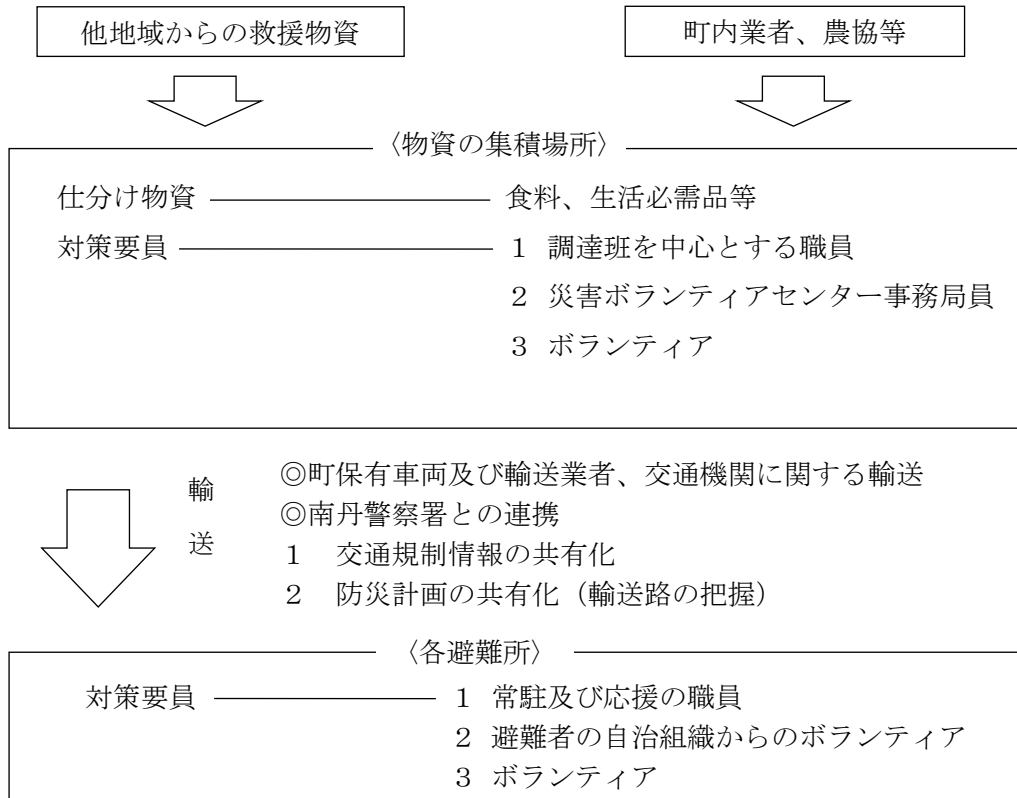 他地域からの救援物資
町内業者、農協等
〈物資の集積場所〉
仕分け物資 食料、生活必需品等
対策要員 1 調達班を中心とする職員
2 災害ボランティアセンター事務局員
3 ボランティア
輸送
◎町保有車両及び輸送業者、交通機関に関する輸送
◎南丹警察署との連携
1 交通規制情報の共有化
2 防災計画の共有化（輸送路の把握）
〈各避難所〉
対策要員 1 常駐及び応援の職員
2 避難者の自治組織からのボランティア
3 ボランティア